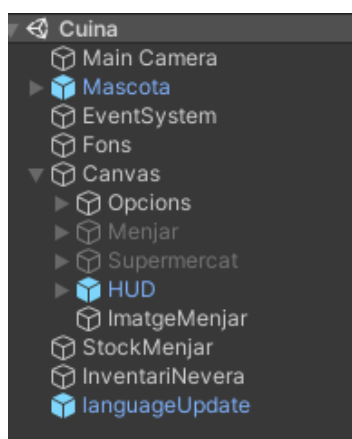 Cuina
Main Camera
Mascota
EventSystem
Fons
Canvas
Opcions
Menjar
Supermercat
HUD
ImatgeMenjar
StockMenjar
InventariNevera
languageUpdate